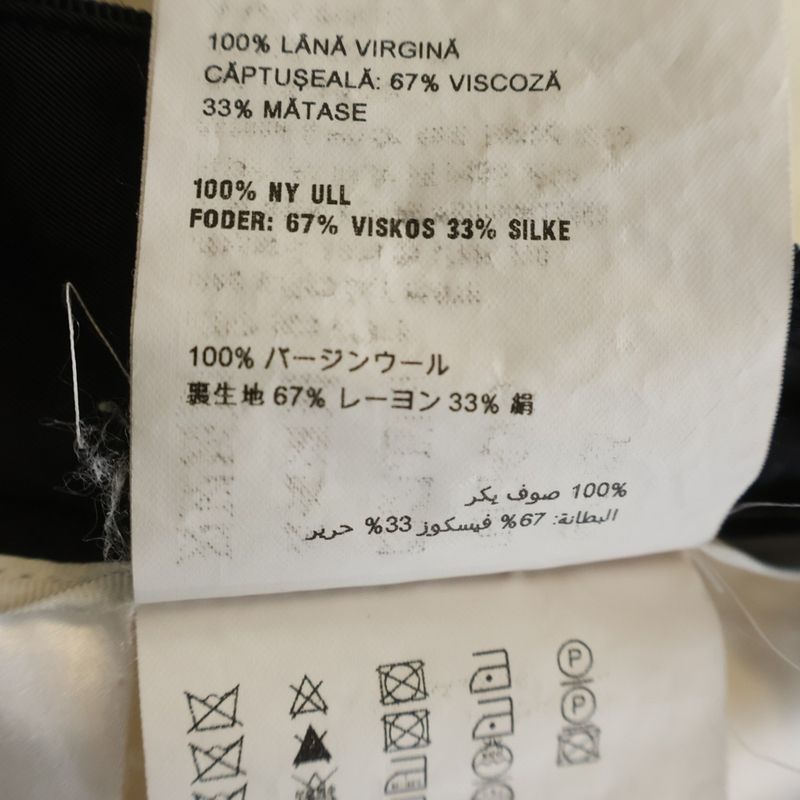 100% LÂNĂ VIRGINĂ
CĂPTUȘEALĂ: 67% VISCOZĂ
33% MĂTASE
100% NY ULL
FODER: 67% VISKOS 33% SILKE
100% バージンウール
裏生地 67% レーヨン 33% 絹
100% صوف يكر
البطانة: 67% فيسكوز 33% حرير
P
P